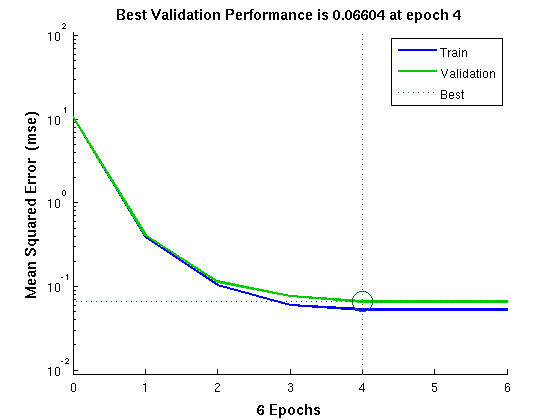 Best Validation Performance is 0.06604 at epoch 4
Mean Squared Error (mse)
10^2
10^1
10^0
10^-1
10^-2
Train
Validation
Best
0 1 2 3 4 5 6
6 Epochs